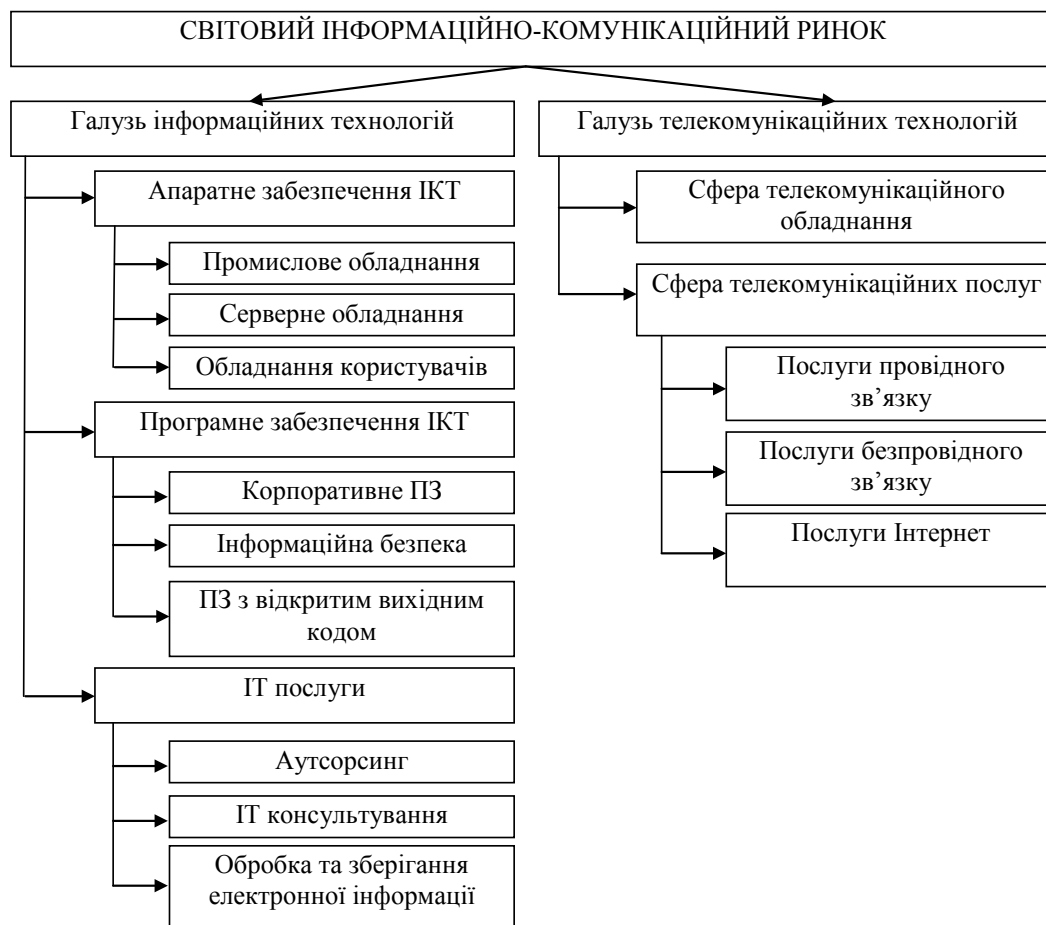 СВІТОВИЙ ІНФОРМАЦІЙНО-КОМУНІКАЦІЙНИЙ РИНОК
Галузь інформаційних технологій
Апаратне забезпечення ІКТ
Промислове обладнання
Серверне обладнання
Обладнання користувачів
Програмне забезпечення ІКТ
Корпоративне ПЗ
Інформаційна безпека
ПЗ з відкритим вихідним
кодом
ІТ послуги
Аутсорсинг
ІТ консультування
Обробка та зберігання
електронної інформації
Галузь телекомунікаційних технологій
Сфера телекомунікаційного
обладнання
Сфера телекомунікаційних послуг
Послуги провідного
зв’язку
Послуги безпровідного
зв’язку
Послуги Інтернет